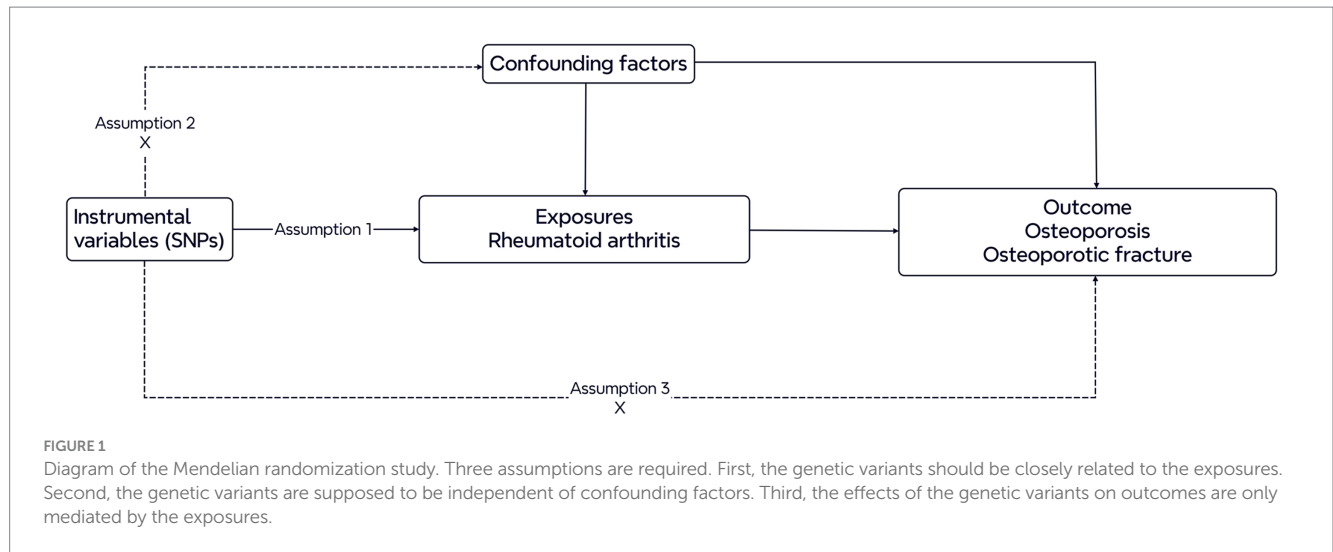 Confounding factors
Assumption 2
X
Instrumental
variables (SNPs)
Assumption 1
Exposures
Rheumatoid arthritis
Outcome
Osteoporosis
Osteoporotic fracture
Assumption 3
X
FIGURE 1
Diagram of the Mendelian randomization study. Three assumptions are required. First, the genetic variants should be closely related to the exposures.
Second, the genetic variants are supposed to be independent of confounding factors. Third, the effects of the genetic variants on outcomes are only
mediated by the exposures.